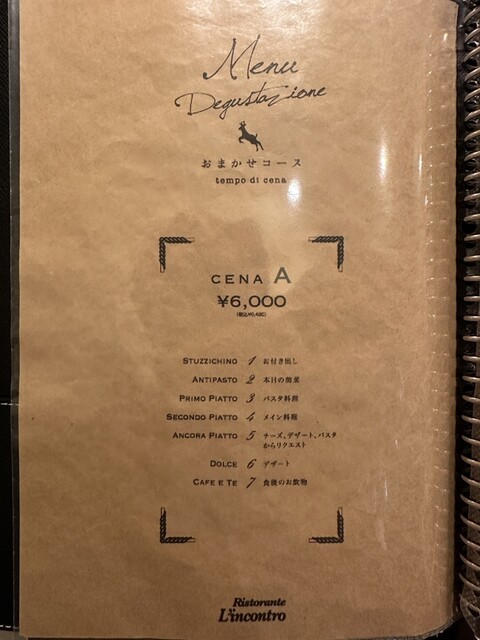 Menu
Degustazione
おまかせコース
tempo di cena
CENA A
¥6,000
STUZZICHINO 1 お付き出し
ANTIPASTO 2 本日の前菜
PRIMO PIATTO 3 パスタ料理
SECONDO PIATTO 4 メイン料理
ANCORA PIATTO 5 チーズ、デザート、パスタ
からリクエスト
DOLCE 6 デザート
CAFE E TE 7 食後のお飲物
Ristorante
L'incontro